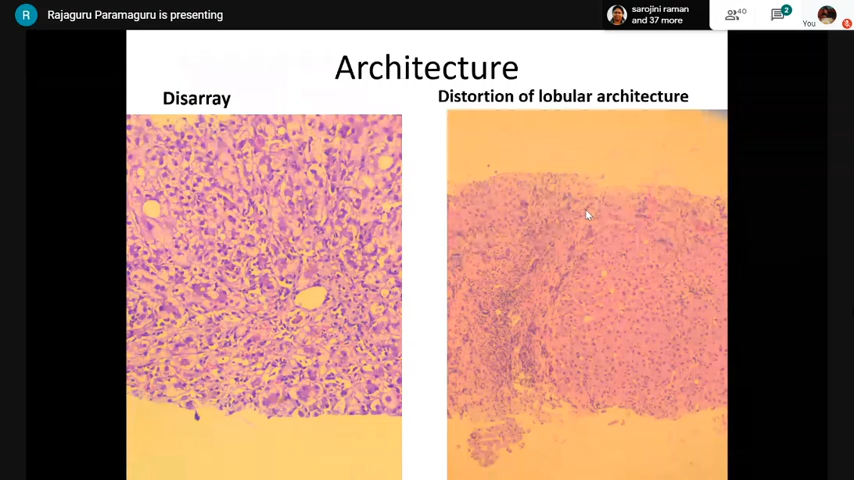 R Rajaguru Paramaguru is presenting
sarojini raman
and 37 more
40
2
You
Architecture
Disarray
Distortion of lobular architecture